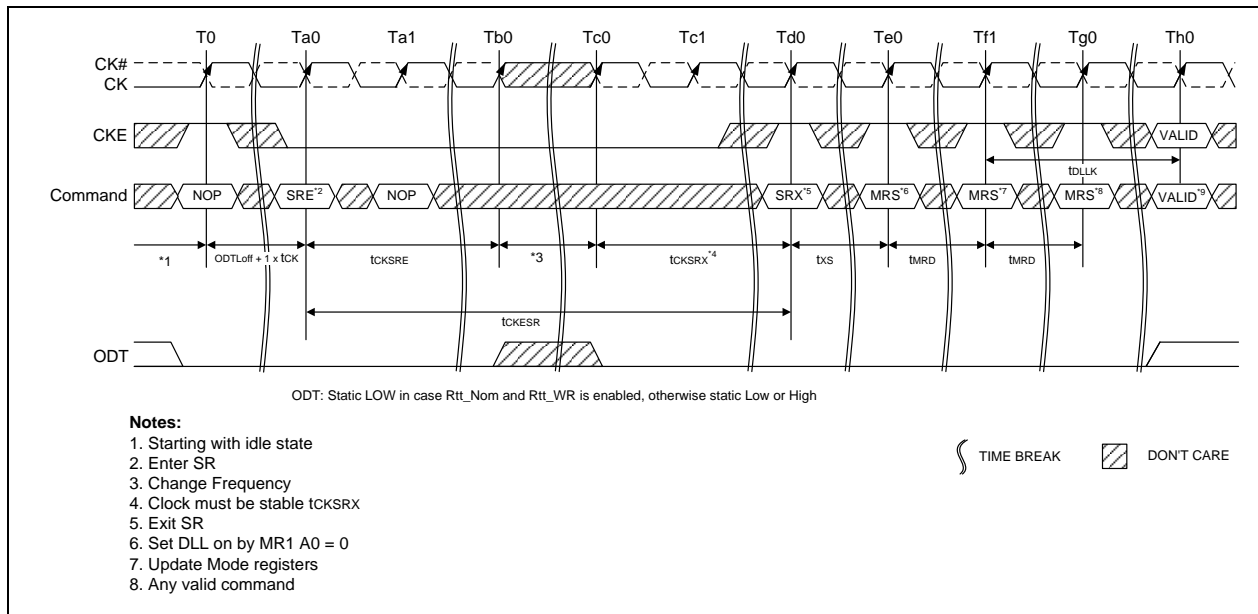 T0 Ta0 Ta1 Tb0 Tc0 Tc1 Td0 Te0 Tf1 Tg0 Th0
CK#
CK
CKE
VALID
tDLLK
Command
NOP SRE*2 NOP SRX*5 MRS*6 MRS*7 MRS*8 VALID*9
*1 ODTLoff + 1 x tCK tCKSRE *3 tCKSRX*4 tXS tMRD tMRD
tCKESR
ODT
ODT: Static LOW in case Rtt_Nom and Rtt_WR is enabled, otherwise static Low or High
Notes:
1. Starting with idle state
2. Enter SR
3. Change Frequency
4. Clock must be stable tCKSRX
5. Exit SR
6. Set DLL on by MR1 A0 = 0
7. Update Mode registers
8. Any valid command
TIME BREAK DON'T CARE